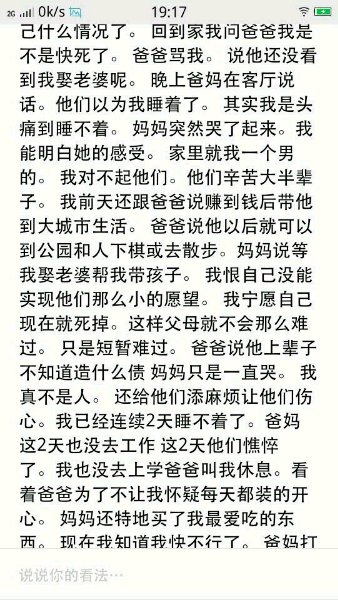 2G 0k/s 19:17
己什么情况了。 回到家我问爸爸我是
不是快死了。 爸爸骂我。 说他还没看
到我娶老婆呢。 晚上爸妈在客厅说
话。他们以为我睡着了。 其实我是头
痛到睡不着。 妈妈突然哭了起来。我
能明白她的感受。 家里就我一个男
的。 我对不起他们。他们辛苦大半辈
子。 我前天还跟爸爸说赚到钱后带他
到大城市生活。 爸爸说他以后就可以
到公园和人下棋或去散步。妈妈说等
我娶老婆帮我带孩子。 我恨自己没能
实现他们那么小的愿望。 我宁愿自己
现在就死掉。这样父母就不会那么难
过。 只是短暂难过。 爸爸说他上辈子
不知道造什么债 妈妈只是一直哭。 我
真不是人。 还给他们添麻烦让他们伤
心。我已经连续2天睡不着了。爸妈
这2天也没去工作 这2天他们憔悴
了。我也没去上学爸爸叫我休息。看
着爸爸为了不让我怀疑每天都装的开
心。 妈妈还特地买了我最爱吃的东
西。 现在我知道我快不行了。 爸妈打
说说你的看法…